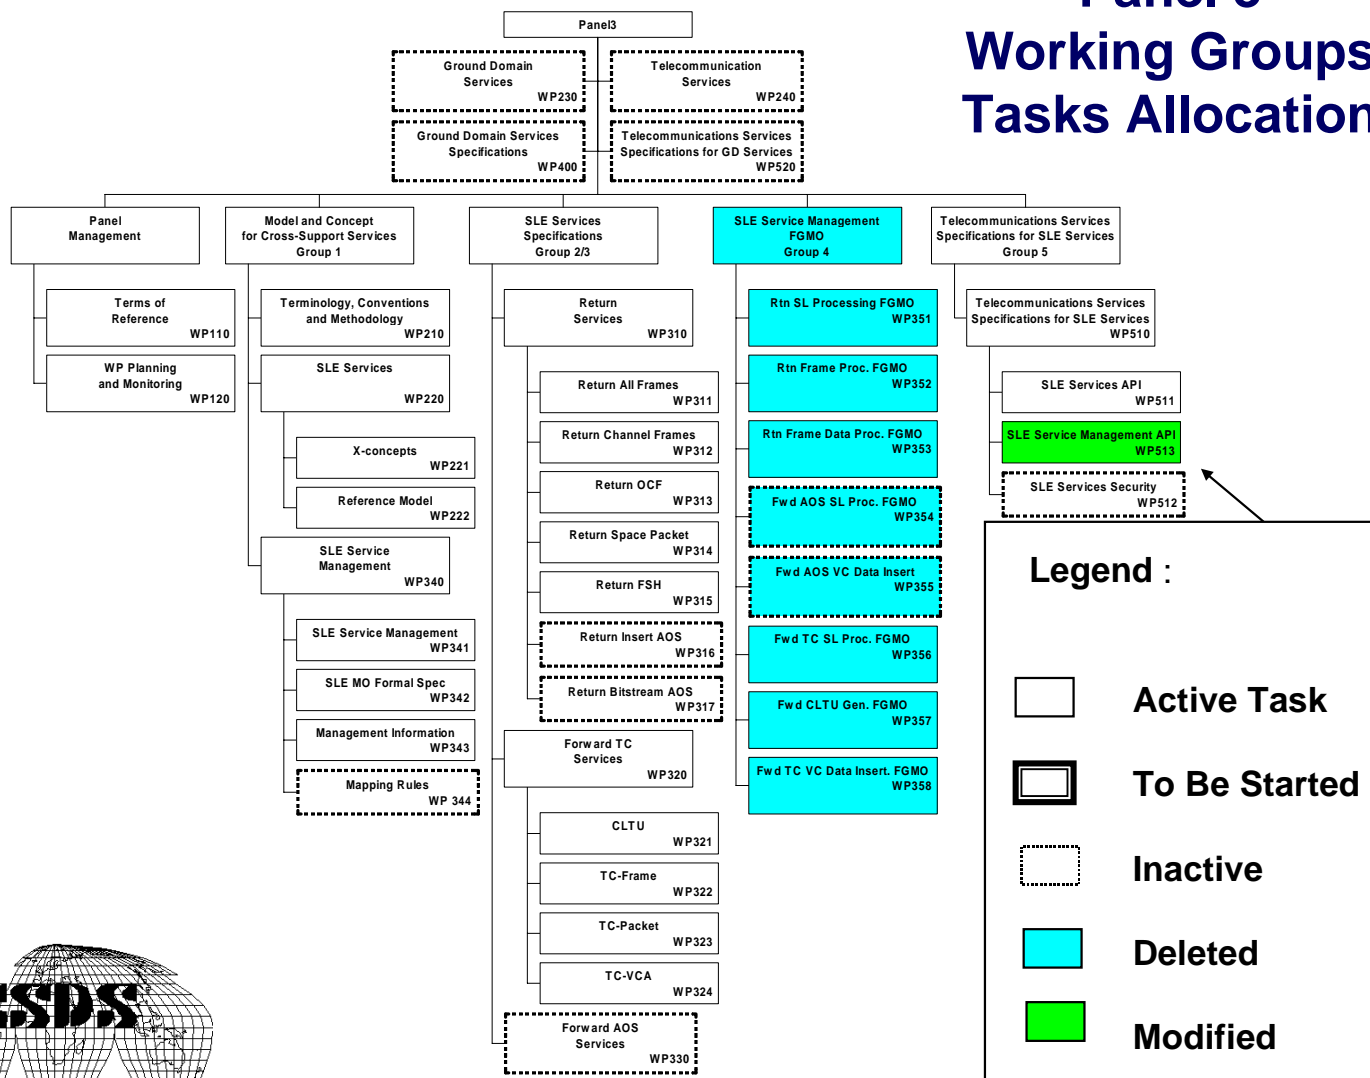 Panel 3
Working Groups
Tasks Allocation
Panel3
Ground Domain
Services
WP230
Telecommunication
Services
WP240
Ground Domain Services
Specifications
WP400
Telecommunications Services
Specifications for GD Services
WP520
Panel
Management
Model and Concept
for Cross-Support Services
Group 1
SLE Services
Specifications
Group 2/3
SLE Service Management
FGMO
Group 4
Telecommunications Services
Specifications for SLE Services
Group 5
Terms of
Reference
WP110
WP Planning
and Monitoring
WP120
Terminology, Conventions
and Methodology
WP210
SLE Services
WP220
X-concepts
WP221
Reference Model
WP222
SLE Service
Management
WP340
SLE Service Management
WP341
SLE MO Formal Spec
WP342
Management Information
WP343
Mapping Rules
WP 344
Return
Services
WP310
Return All Frames
WP311
Return Channel Frames
WP312
Return OCF
WP313
Return Space Packet
WP314
Return FSH
WP315
Return Insert AOS
WP316
Return Bitstream AOS
WP317
Forward TC
Services
WP320
CLTU
WP321
TC-Frame
WP322
TC-Packet
WP323
TC-VCA
WP324
Forward AOS
Services
WP330
Rtn SL Processing FGMO
WP351
Rtn Frame Proc. FGMO
WP352
Rtn Frame Data Proc. FGMO
WP353
Fwd AOS SL Proc. FGMO
WP354
Fwd AOS VC Data Insert
WP355
Fwd TC SL Proc. FGMO
WP356
Fwd CLTU Gen. FGMO
WP357
Fwd TC VC Data Insert. FGMO
WP358
Telecommunications Services
Specifications for SLE Services
WP510
SLE Services API
WP511
SLE Service Management API
WP513
SLE Services Security
WP512
Legend :
Active Task
To Be Started
Inactive
Deleted
Modified